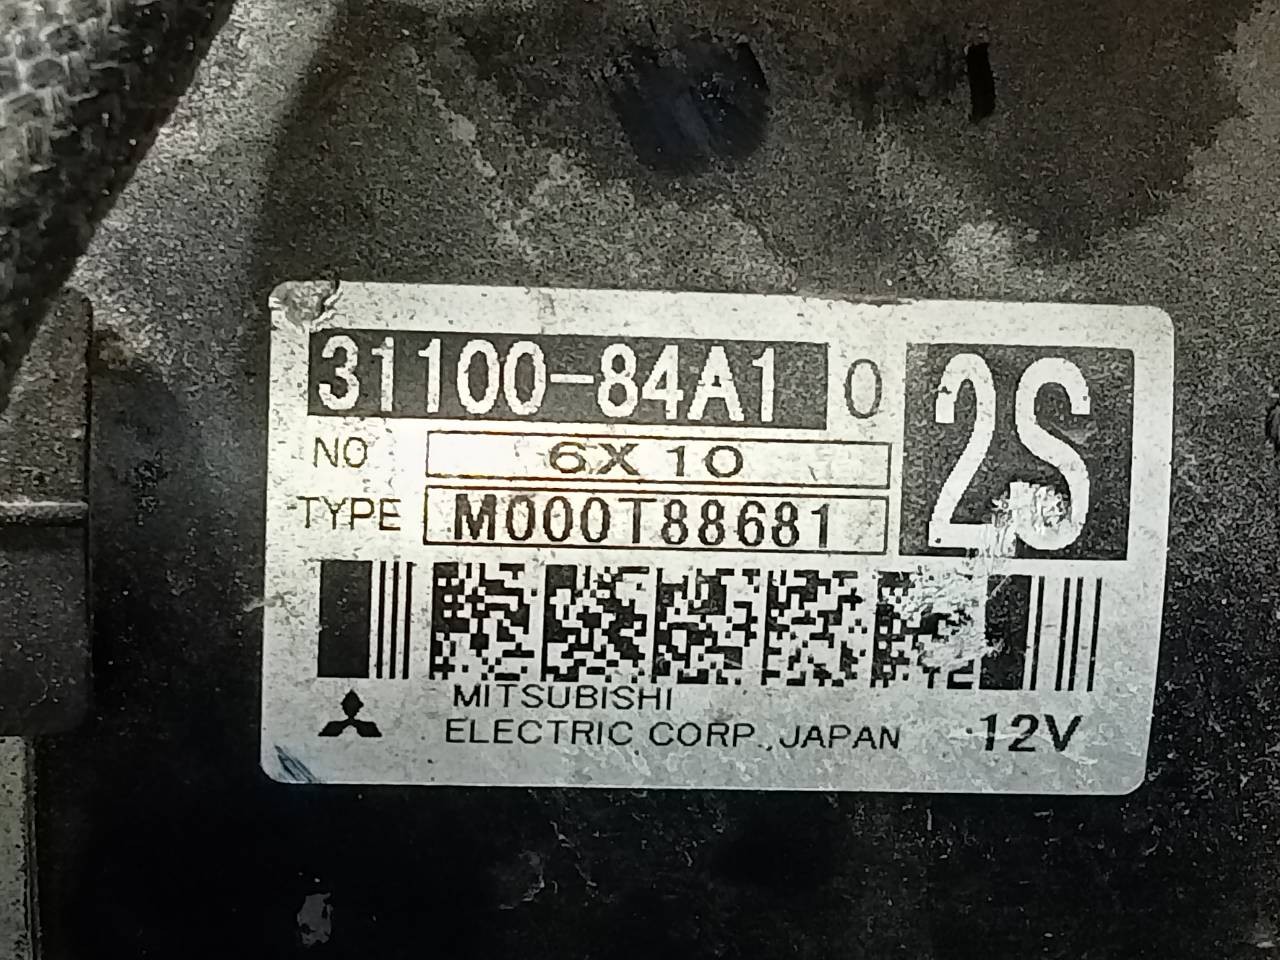 31100-84A1 0 2S
NO 6X10
TYPE M000T88681
MITSUBISHI
ELECTRIC CORP., JAPAN 12V